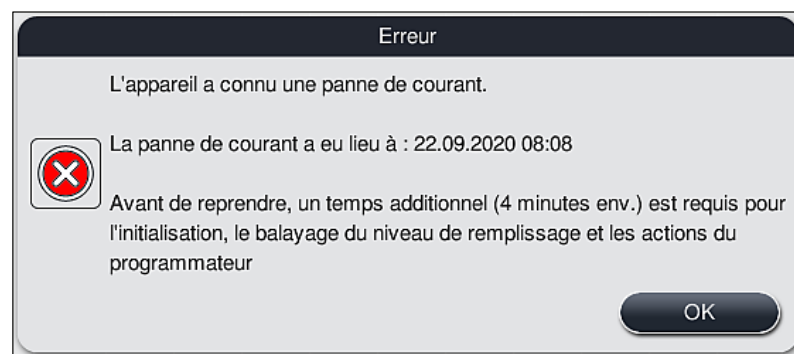 Erreur
L'appareil a connu une panne de courant.
La panne de courant a eu lieu à : 22.09.2020 08:08
Avant de reprendre, un temps additionnel (4 minutes env.) est requis pour
l'initialisation, le balayage du niveau de remplissage et les actions du
programmateur
OK